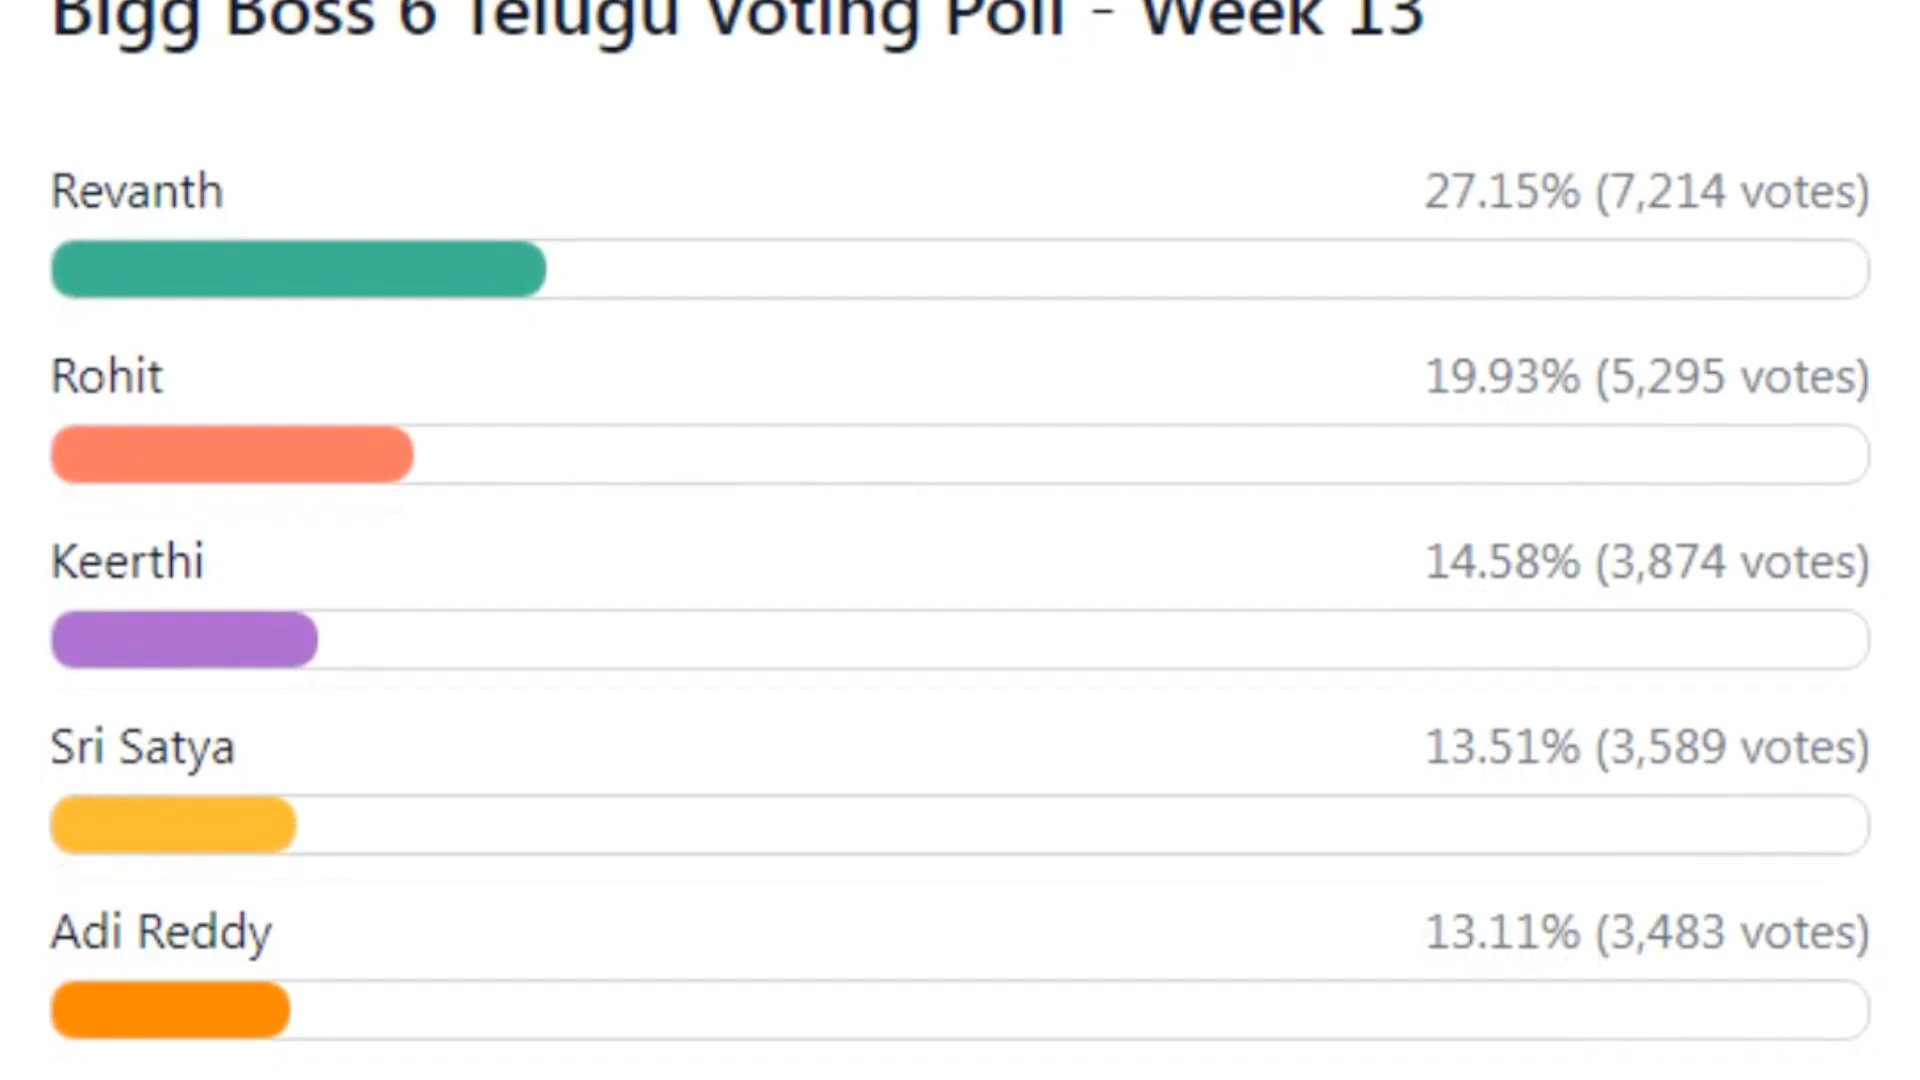 Bigg Boss 6 Telugu Voting Poll - Week 13
Revanth 27.15% (7,214 votes)
Rohit 19.93% (5,295 votes)
Keerthi 14.58% (3,874 votes)
Sri Satya 13.51% (3,589 votes)
Adi Reddy 13.11% (3,483 votes)